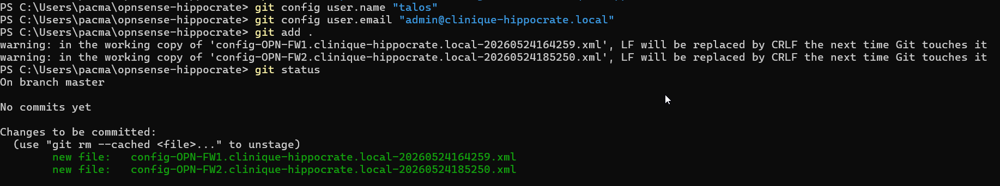 PS C:\Users\pacma\opnsense-hippocrate> git config user.name "talos"
PS C:\Users\pacma\opnsense-hippocrate> git config user.email "admin@clinique-hippocrate.local"
PS C:\Users\pacma\opnsense-hippocrate> git add .
warning: in the working copy of 'config-OPN-FW1.clinique-hippocrate.local-20260524164259.xml', LF will be replaced by CRLF the next time Git touches it
warning: in the working copy of 'config-OPN-FW2.clinique-hippocrate.local-20260524185250.xml', LF will be replaced by CRLF the next time Git touches it
PS C:\Users\pacma\opnsense-hippocrate> git status
On branch master
No commits yet
Changes to be committed:
  (use "git rm --cached <file>..." to unstage)
        new file:   config-OPN-FW1.clinique-hippocrate.local-20260524164259.xml
        new file:   config-OPN-FW2.clinique-hippocrate.local-20260524185250.xml